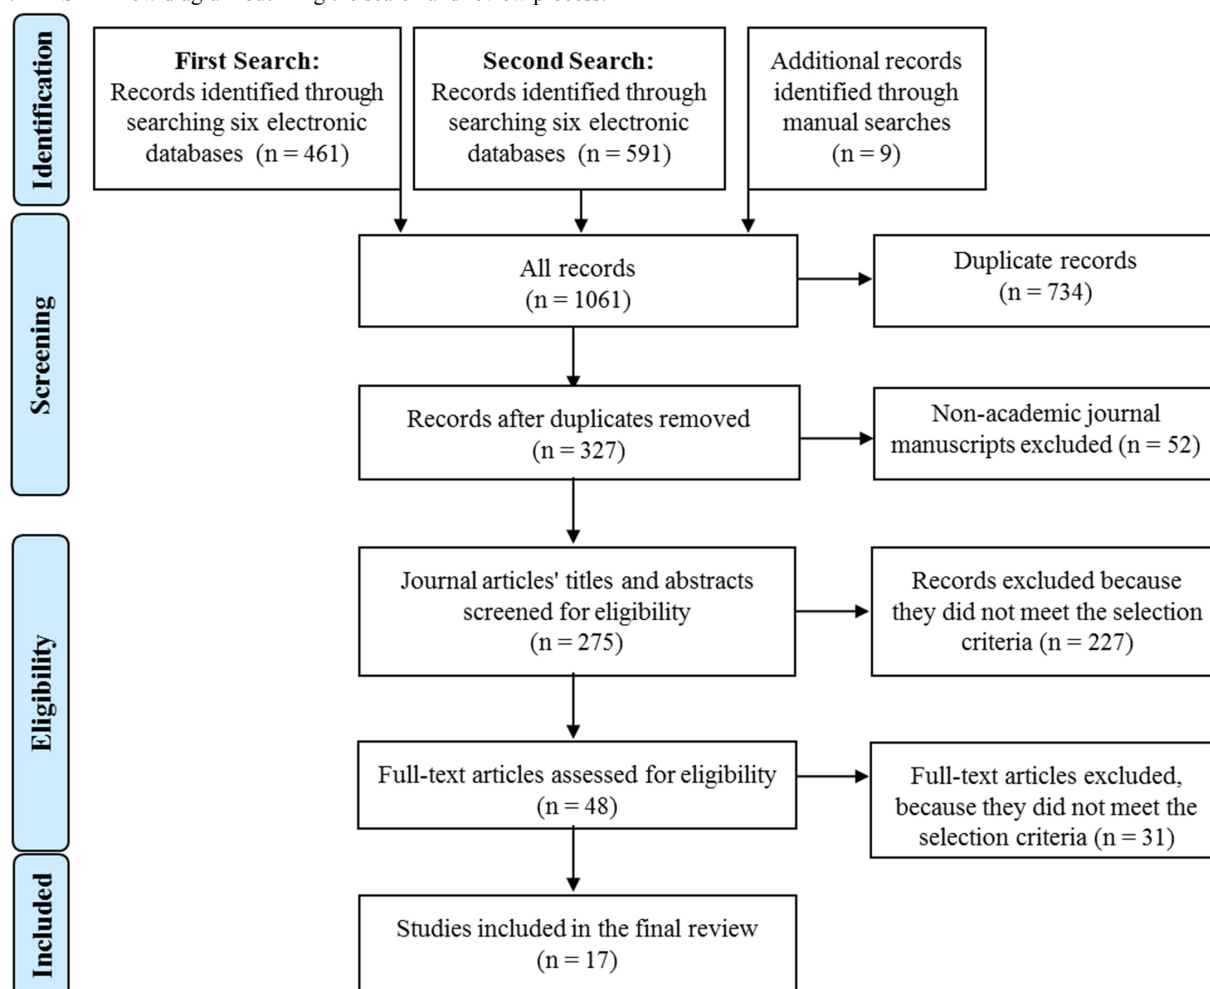 Identification
First Search:
Records identified through
searching six electronic
databases (n = 461)
Second Search:
Records identified through
searching six electronic
databases (n = 591)
Additional records
identified through
manual searches
(n = 9)
Screening
All records
(n = 1061)
Duplicate records
(n = 734)
Records after duplicates removed
(n = 327)
Non-academic journal
manuscripts excluded (n = 52)
Eligibility
Journal articles' titles and abstracts
screened for eligibility
(n = 275)
Records excluded because
they did not meet the selection
criteria (n = 227)
Full-text articles assessed for eligibility
(n = 48)
Full-text articles excluded,
because they did not meet the
selection criteria (n = 31)
Included
Studies included in the final review
(n = 17)